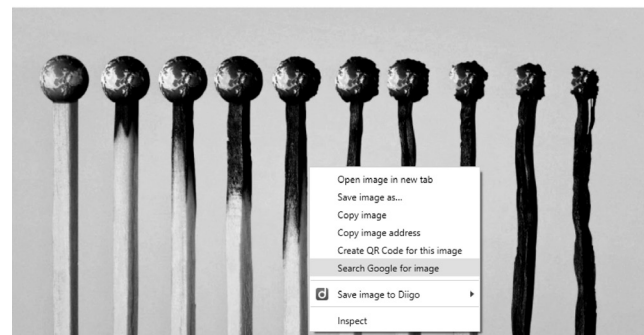 Open image in new tab
Save image as...
Copy image
Copy image address
Create QR Code for this image
Search Google for image
d Save image to Diigo
Inspect